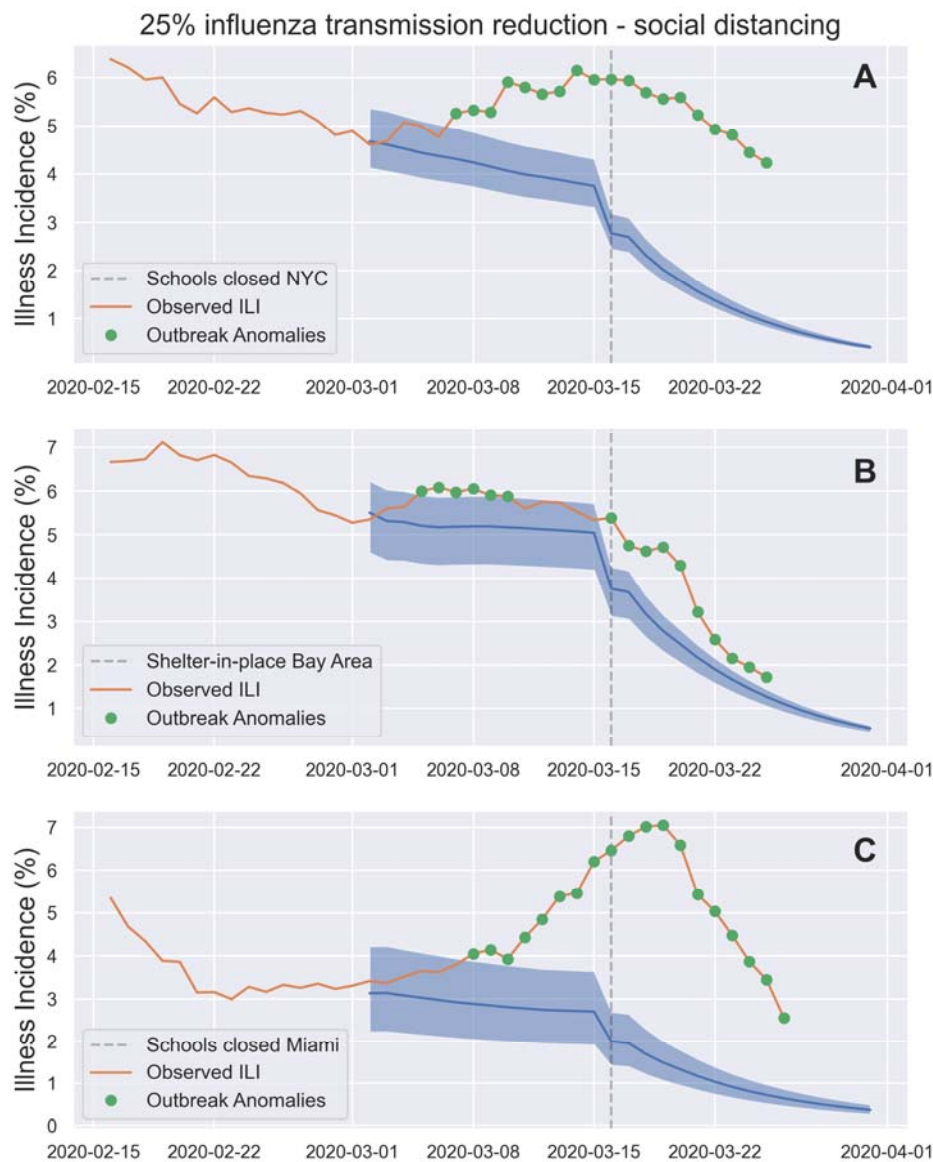 25% influenza transmission reduction - social distancing
A
Illness Incidence (%)
6
5
4
3
2
1
Schools closed NYC
Observed ILI
Outbreak Anomalies
2020-02-15 2020-02-22 2020-03-01 2020-03-08 2020-03-15 2020-03-22 2020-04-01
B
Illness Incidence (%)
7
6
5
4
3
2
1
Shelter-in-place Bay Area
Observed ILI
Outbreak Anomalies
2020-02-15 2020-02-22 2020-03-01 2020-03-08 2020-03-15 2020-03-22 2020-04-01
C
Illness Incidence (%)
7
6
5
4
3
2
1
0
Schools closed Miami
Observed ILI
Outbreak Anomalies
2020-02-15 2020-02-22 2020-03-01 2020-03-08 2020-03-15 2020-03-22 2020-04-01